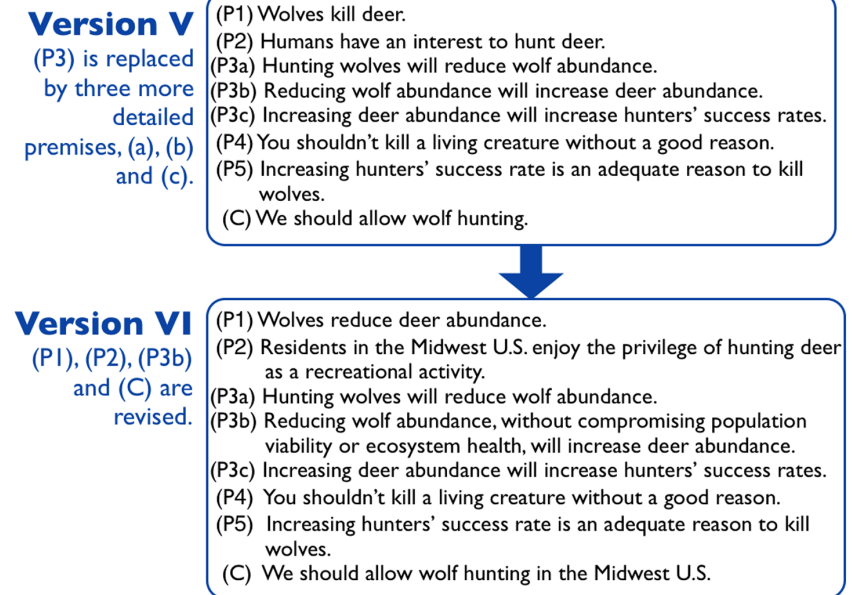 Version V
(P3) is replaced
by three more
detailed
premises, (a), (b)
and (c).
(P1) Wolves kill deer.
(P2) Humans have an interest to hunt deer.
(P3a) Hunting wolves will reduce wolf abundance.
(P3b) Reducing wolf abundance will increase deer abundance.
(P3c) Increasing deer abundance will increase hunters’ success rates.
(P4) You shouldn’t kill a living creature without a good reason.
(P5) Increasing hunters’ success rate is an adequate reason to kill
wolves.
(C) We should allow wolf hunting.
Version VI
(P1), (P2), (P3b)
and (C) are
revised.
(P1) Wolves reduce deer abundance.
(P2) Residents in the Midwest U.S. enjoy the privilege of hunting deer
as a recreational activity.
(P3a) Hunting wolves will reduce wolf abundance.
(P3b) Reducing wolf abundance, without compromising population
viability or ecosystem health, will increase deer abundance.
(P3c) Increasing deer abundance will increase hunters’ success rates.
(P4) You shouldn’t kill a living creature without a good reason.
(P5) Increasing hunters’ success rate is an adequate reason to kill
wolves.
(C) We should allow wolf hunting in the Midwest U.S.